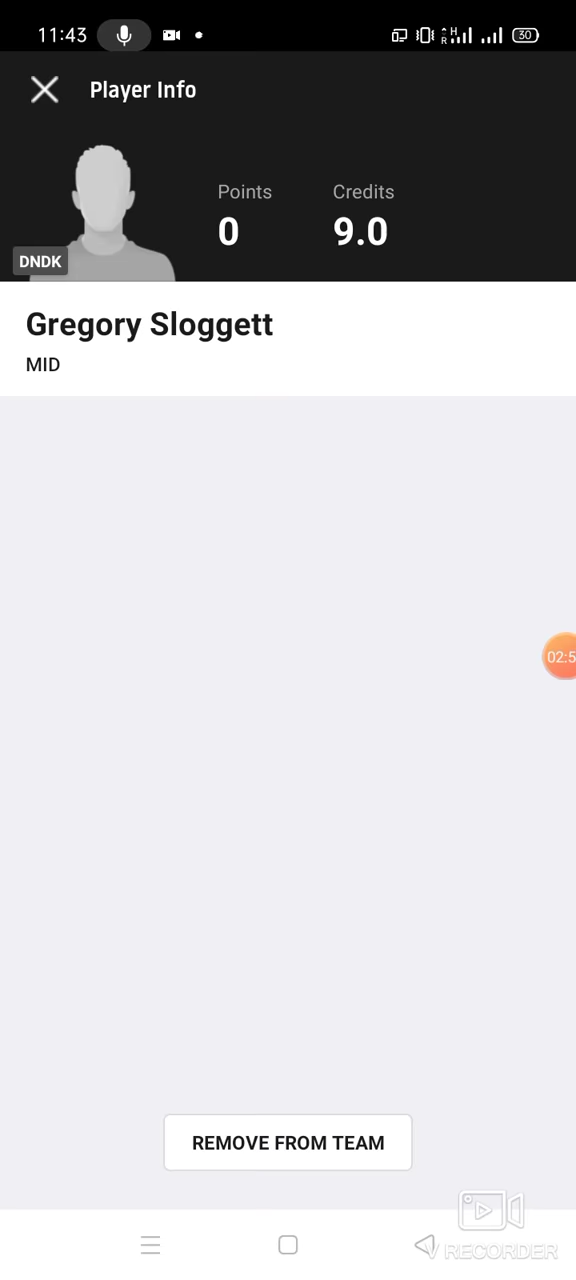 11:43
30
Player Info
Points
Credits
0
9.0
DNDK
Gregory Sloggett
MID
02:5
REMOVE FROM TEAM
V RECORDER